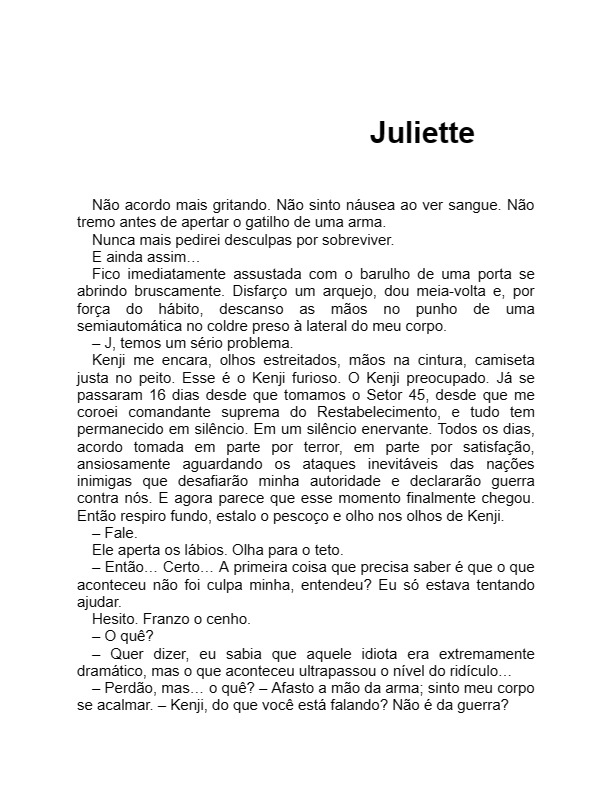 Juliette
Não acordo mais gritando. Não sinto náusea ao ver sangue. Não
tremo antes de apertar o gatilho de uma arma.
Nunca mais pedirei desculpas por sobreviver.
E ainda assim…
Fico imediatamente assustada com o barulho de uma porta se
abrindo bruscamente. Disfarço um arquejo, dou meia-volta e, por
força do hábito, descanso as mãos no punho de uma
semiautomática no coldre preso à lateral do meu corpo.
– J, temos um sério problema.
Kenji me encara, olhos estreitados, mãos na cintura, camiseta
justa no peito. Esse é o Kenji furioso. O Kenji preocupado. Já se
passaram 16 dias desde que tomamos o Setor 45, desde que me
coroei comandante suprema do Restabelecimento, e tudo tem
permanecido em silêncio. Em um silêncio enervante. Todos os dias,
acordo tomada em parte por terror, em parte por satisfação,
ansiosamente aguardando os ataques inevitáveis das nações
inimigas que desafiarão minha autoridade e declararão guerra
contra nós. E agora parece que esse momento finalmente chegou.
Então respiro fundo, estalo o pescoço e olho nos olhos de Kenji.
– Fale.
Ele aperta os lábios. Olha para o teto.
– Então… Certo… A primeira coisa que precisa saber é que o que
aconteceu não foi culpa minha, entendeu? Eu só estava tentando
ajudar.
Hesito. Franzo o cenho.
– O quê?
– Quer dizer, eu sabia que aquele idiota era extremamente
dramático, mas o que aconteceu ultrapassou o nível do ridículo…
– Perdão, mas… o quê? – Afasto a mão da arma; sinto meu corpo
se acalmar. – Kenji, do que você está falando? Não é da guerra?